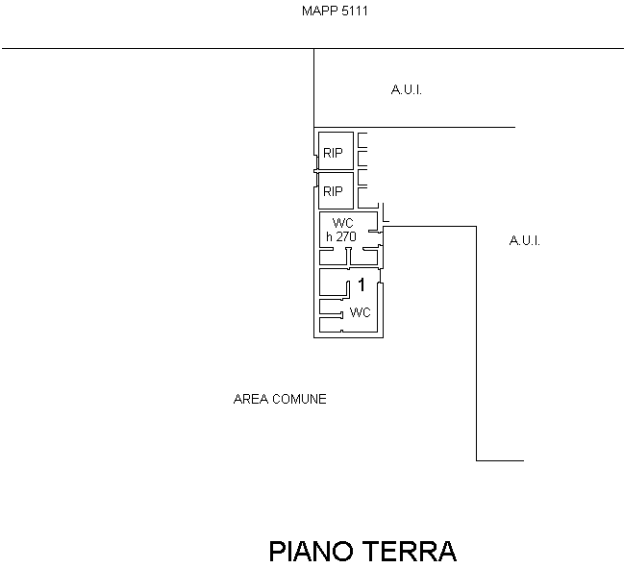 MAPP 5111
A.U.I.
RIP
RIP
WC
h 270
A.U.I.
1
WC
AREA COMUNE
PIANO TERRA